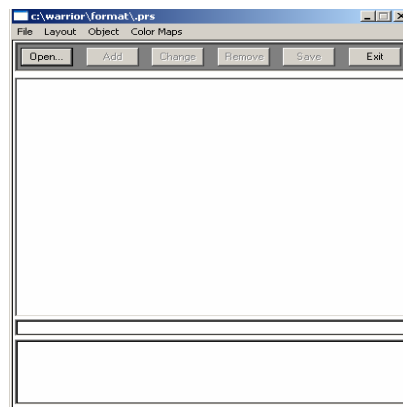 c:\warrior\format\.prs
File Layout Object Color Maps
Open... Add Change Remove Save Exit